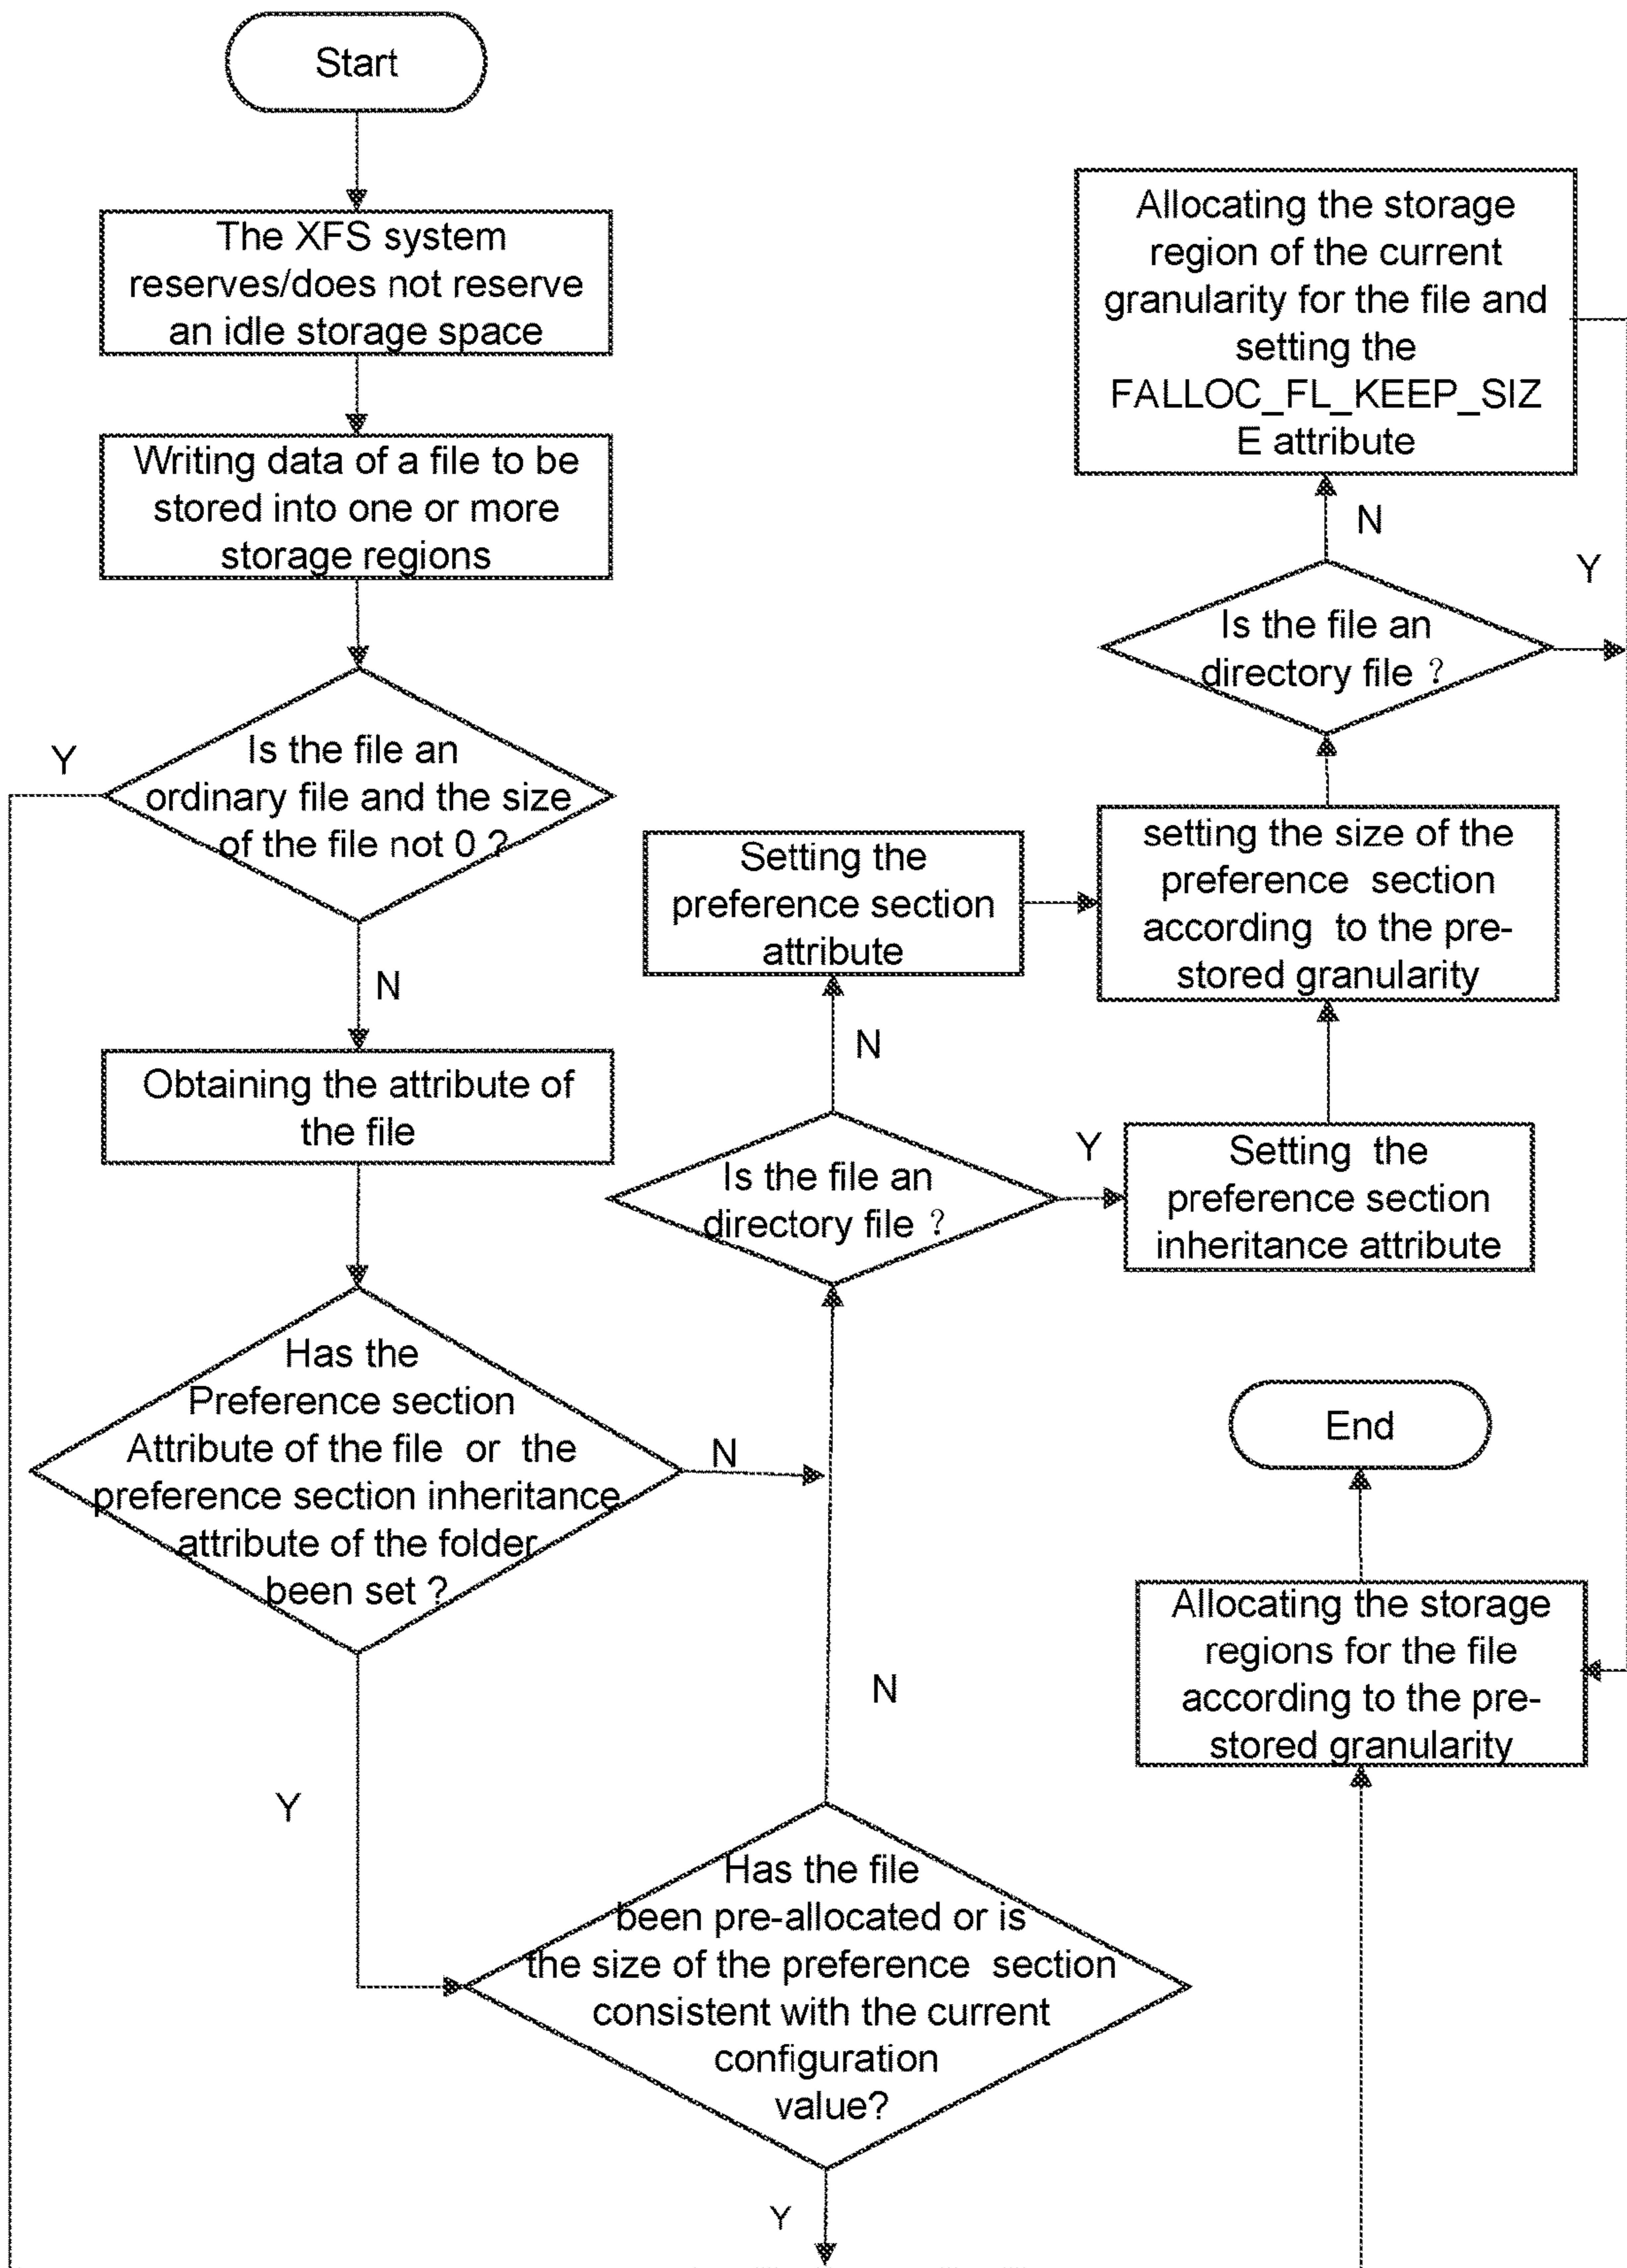 Start
The XFS system
reserves/does not reserve
an idle storage space
Writing data of a file to be
stored into one or more
storage regions
Is the file an
ordinary file and the size
of the file not 0 ?
Y
N
Obtaining the attribute of
the file
Has the
Preference section
Attribute of the file or the
preference section inheritance
attribute of the folder
been set ?
N
Y
Has the file
been pre-allocated or is
the size of the preference section
consistent with the current
configuration
value?
N
Y
Is the file an
directory file ?
N
Y
Setting the
preference section
attribute
Setting the
preference section
inheritance attribute
setting the size of the
preference section
according to the pre-
stored granularity
Is the file an
directory file ?
N
Y
Allocating the storage
region of the current
granularity for the file and
setting the
FALLOC_FL_KEEP_SIZ
E attribute
Allocating the storage
regions for the file
according to the pre-
stored granularity
End